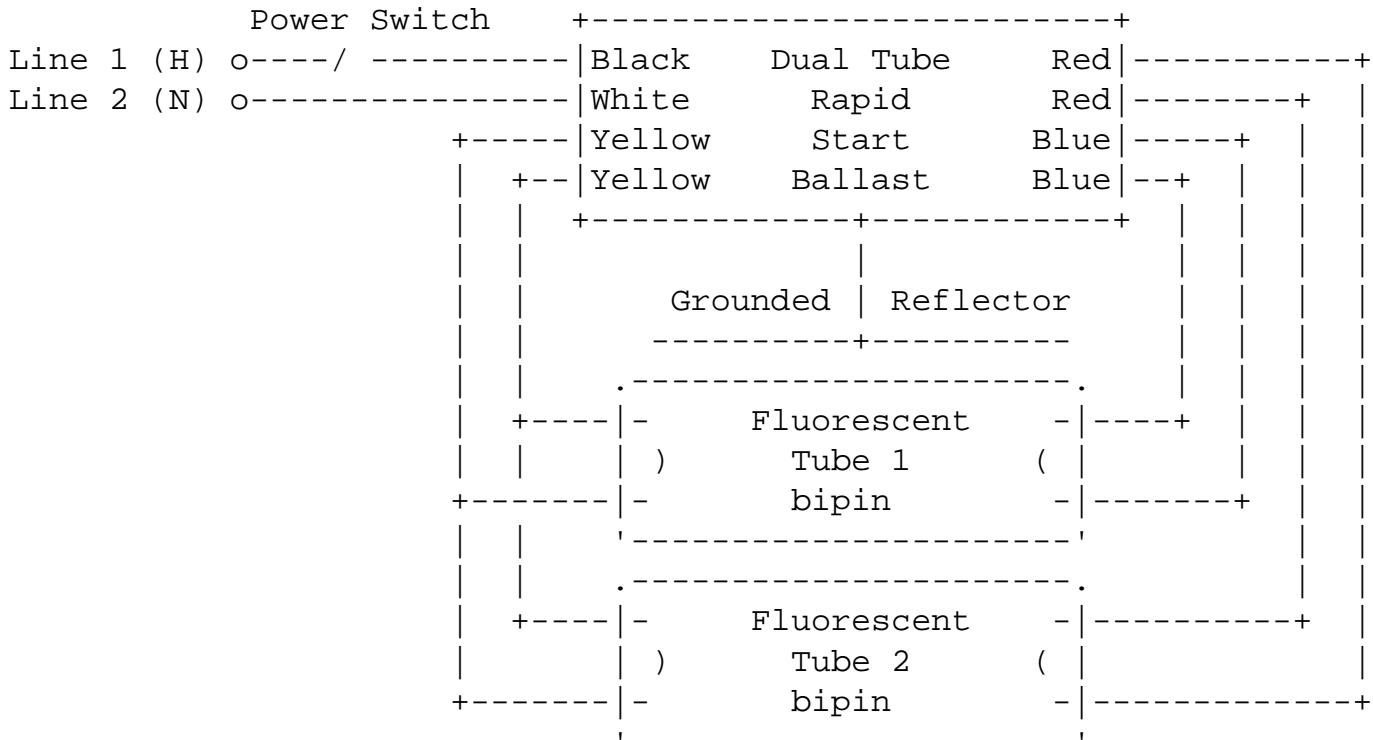 Power Switch
Line 1 (H) o----/ ----------|Black Dual Tube Red|-----------+
Line 2 (N) o----------------|White Rapid Red|--------+ |
+-----|Yellow Start Blue|-----+ | |
| +--|Yellow Ballast Blue|--+ | | |
Grounded | Reflector
Fluorescent
Tube 1
bipin
Fluorescent
Tube 2
bipin